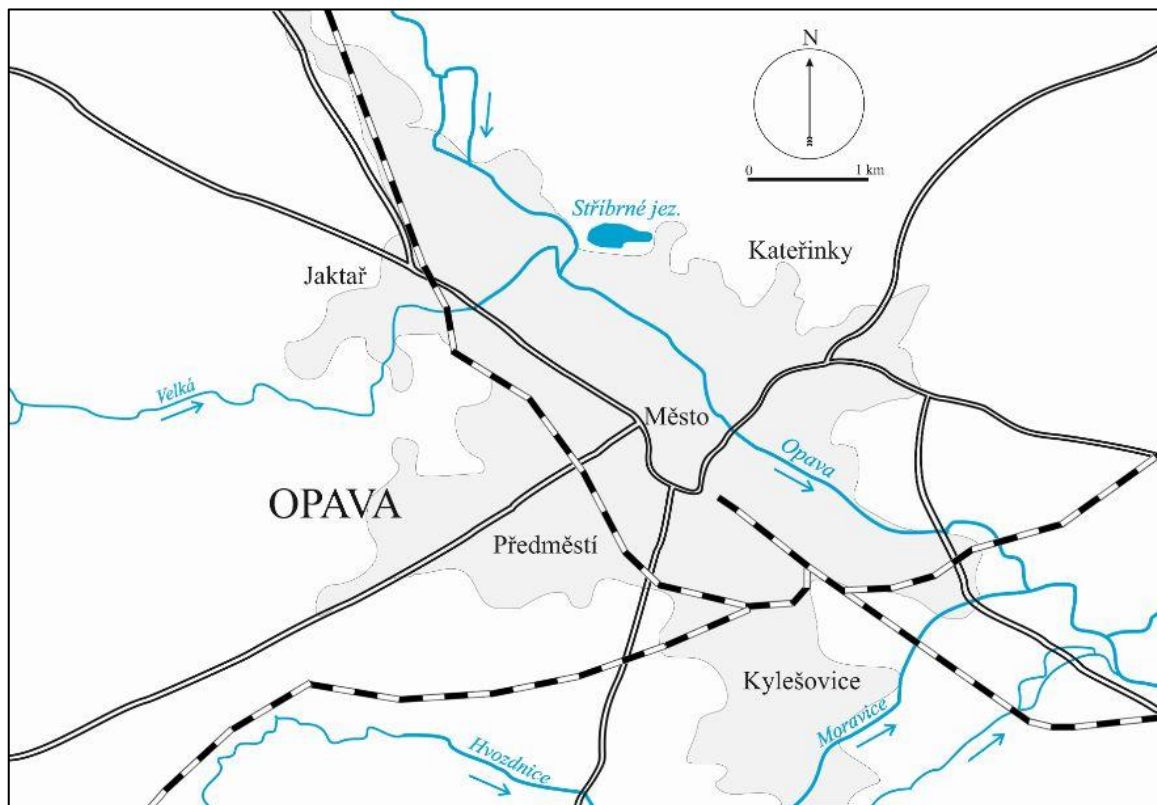 N
0 1 km
Stříbrné jez.
Kateřinky
Jaktař
Velká
Město
Opava
OPAVA
Předměstí
Kylešovice
Moravice
Hvozdnice